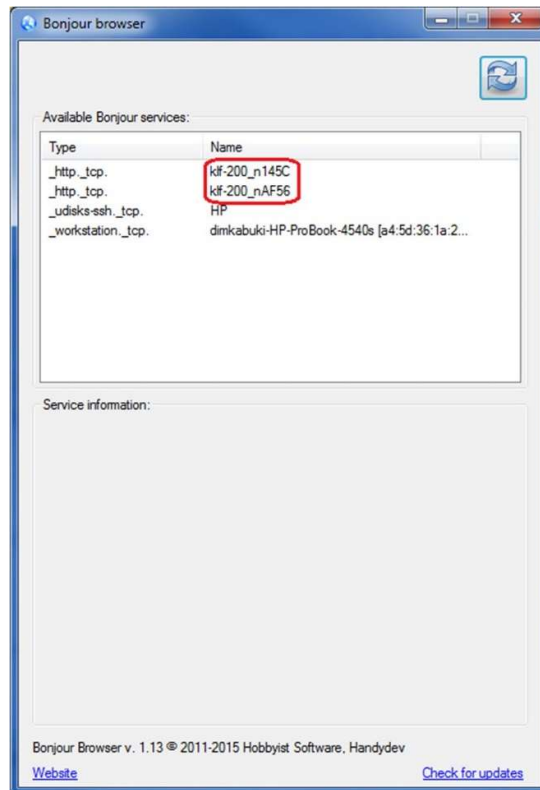 Bonjour browser
Available Bonjour services:
Type Name
_http._tcp. klf-200_n145C
_http._tcp. klf-200_nAF56
_udisks-ssh._tcp. HP
_workstation._tcp. dimkabuki-HP-ProBook-4540s [a4:5d:36:1a:2...
Service information:
Bonjour Browser v. 1.13 © 2011-2015 Hobbyist Software, Handydev
Website Check for updates